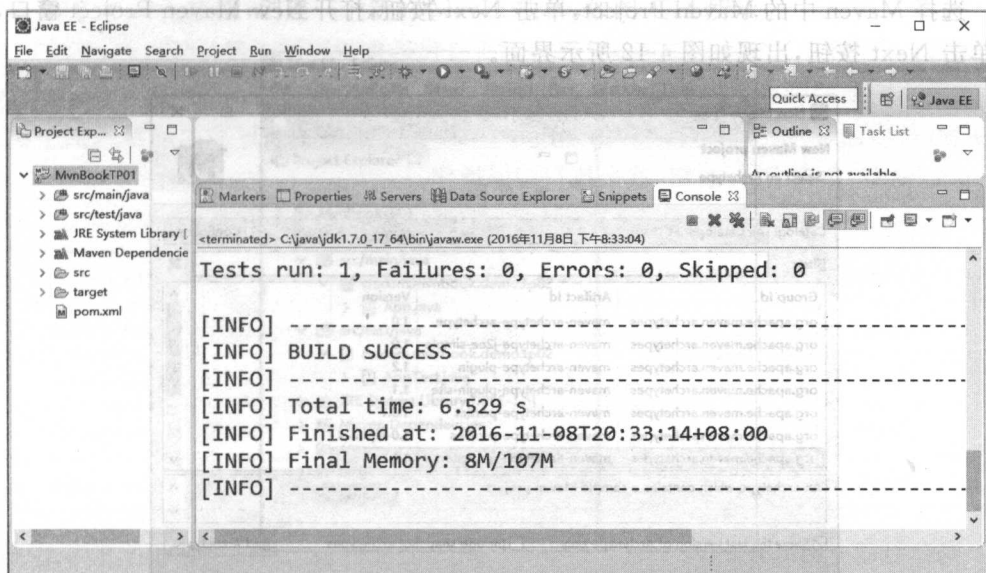 Java EE - Eclipse
File Edit Navigate Search Project Run Window Help
Quick Access
Java EE
Project Exp...
MvnBookTP01
src/main/java
src/test/java
JRE System Library [
Maven Dependencie
src
target
pom.xml
Outline Task List
An outline is not available.
Markers Properties Servers Data Source Explorer Snippets Console
<terminated> C:\java\jdk1.7.0_17_64\bin\javaw.exe (2016年11月8日 下午8:33:04)
Tests run: 1, Failures: 0, Errors: 0, Skipped: 0
[INFO] ------------------------------------------------------------------------
[INFO] BUILD SUCCESS
[INFO] ------------------------------------------------------------------------
[INFO] Total time: 6.529 s
[INFO] Finished at: 2016-11-08T20:33:14+08:00
[INFO] Final Memory: 8M/107M
[INFO] ------------------------------------------------------------------------